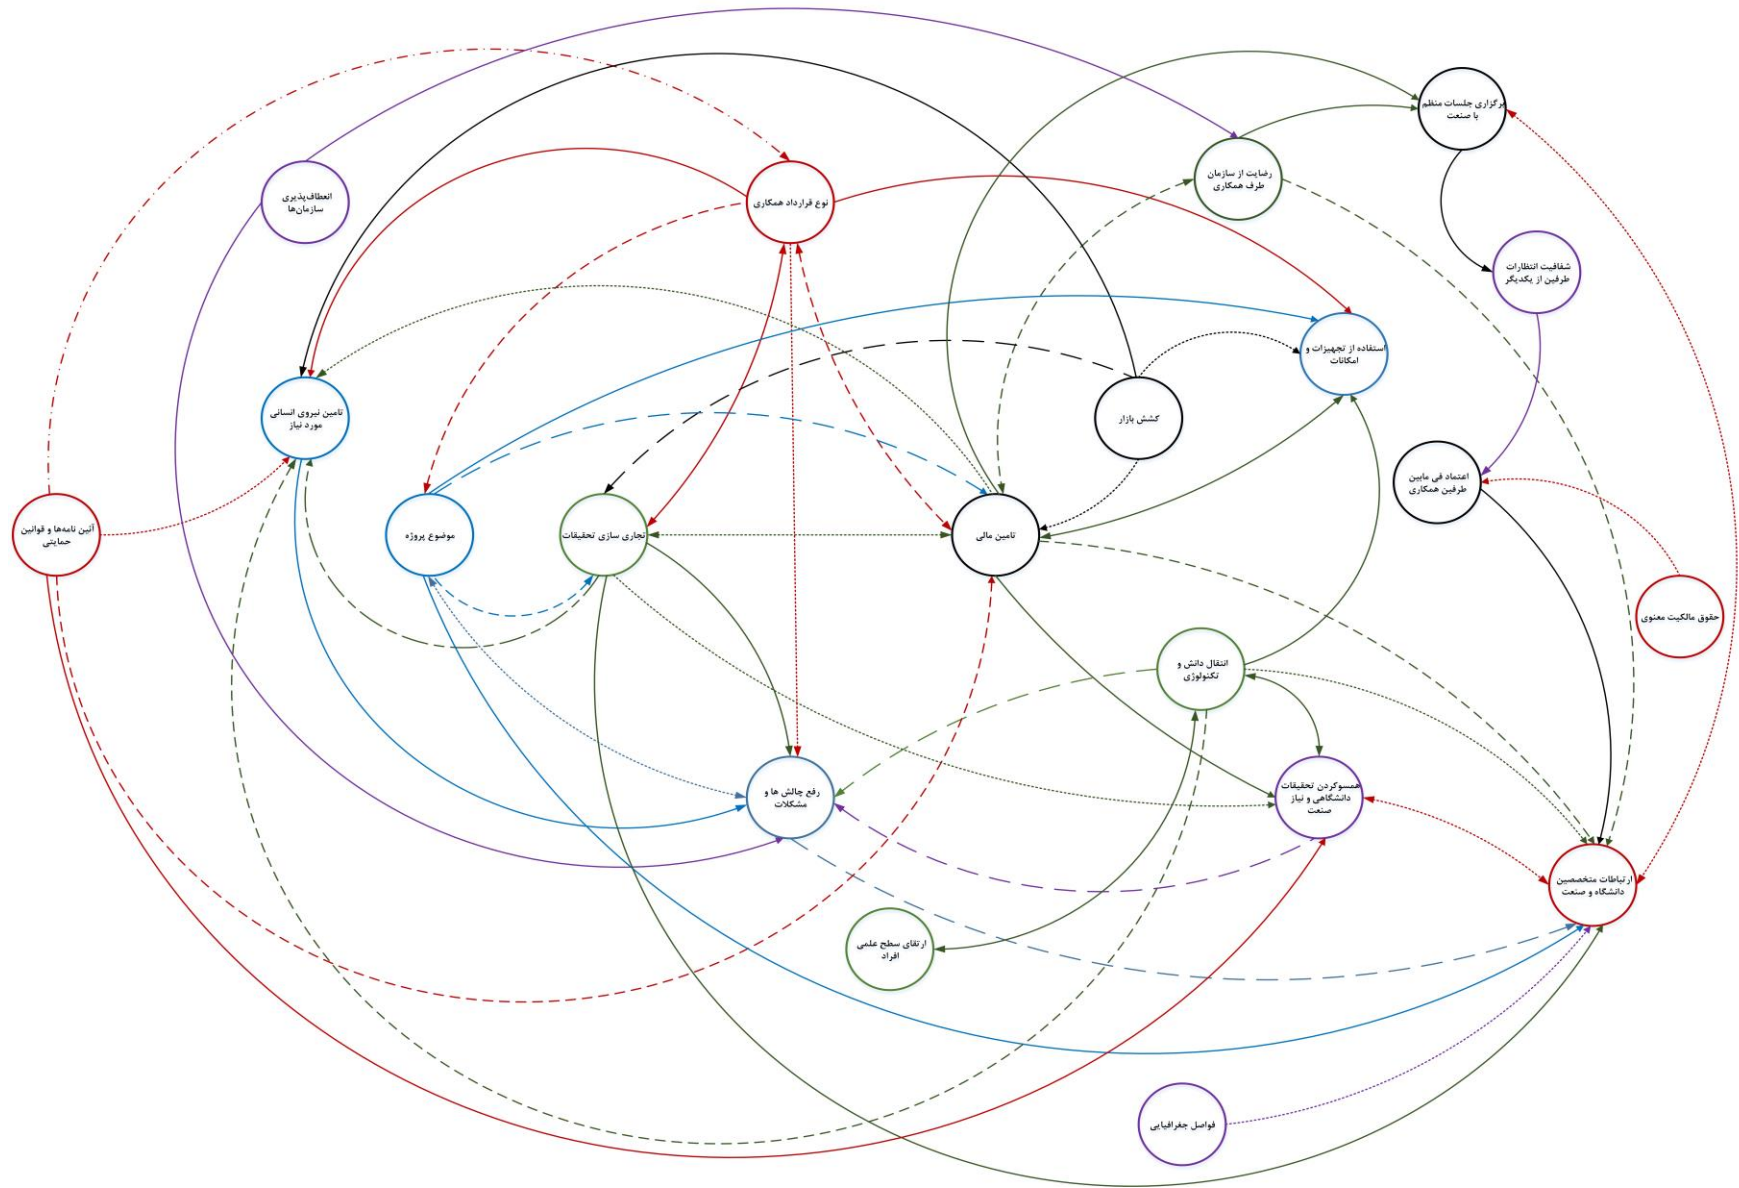 برگزاری جلسات منظم
با صنعت
انعطاف‌پذیری
سازمان‌ها
نوع قرارداد همکاری
رضایت از سازمان
طرف همکاری
شفافیت انتظارات
طرفین از یکدیگر
استفاده از تجهیزات و
امکانات
تامین نیروی انسانی
مورد نیاز
کشش بازار
اعتماد فی مابین
طرفین همکاری
آئین نامه‌ها و قوانین
حمایتی
موضوع پروژه
تجاری سازی تحقیقات
تامین مالی
حقوق مالکیت معنوی
انتقال دانش و
تکنولوژی
رفع چالش ها و
مشکلات
همسوکردن تحقیقات
دانشگاهی و نیاز
صنعت
ارتباطات متخصصین
دانشگاه و صنعت
ارتقای سطح علمی
افراد
فواصل جغرافیایی